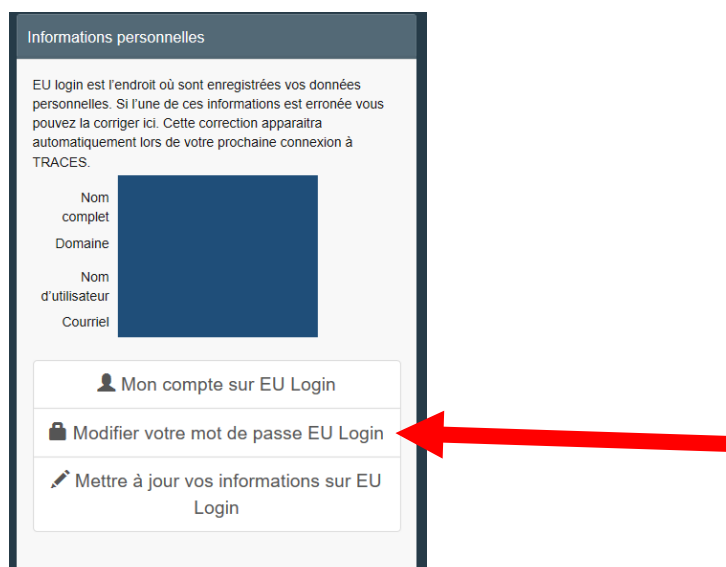 Informations personnelles
EU login est l'endroit où sont enregistrées vos données
personnelles. Si l'une de ces informations est erronée vous
pouvez la corriger ici. Cette correction apparaitra
automatiquement lors de votre prochaine connexion à
TRACES.
Nom
complet
Domaine
Nom
d'utilisateur
Courriel
Mon compte sur EU Login
Modifier votre mot de passe EU Login
Mettre à jour vos informations sur EU
Login